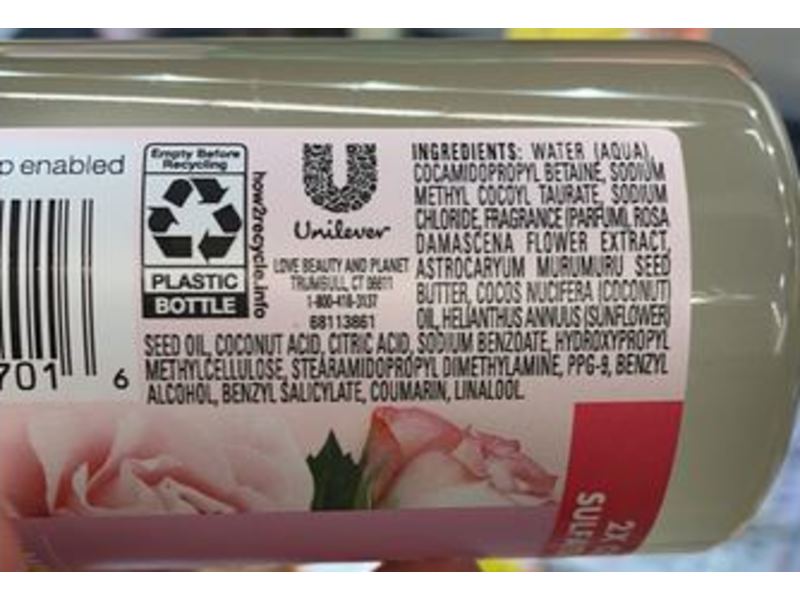 p enabled
Empty Before
Recycling
PLASTIC
BOTTLE
how2recycle.info
Unilever
LOVE BEAUTY AND PLANET
TRUMBULL, CT 06611
1-800-418-3137
68113861
701 6
INGREDIENTS: WATER (AQUA),
COCAMIDOPROPYL BETAINE, SODIUM
METHYL COCOYL TAURATE, SODIUM
CHLORIDE, FRAGRANCE (PARFUM), ROSA
DAMASCENA FLOWER EXTRACT,
ASTROCARYUM MURUMURU SEED
BUTTER, COCOS NUCIFERA (COCONUT)
OIL, HELIANTHUS ANNUUS (SUNFLOWER)
SEED OIL, COCONUT ACID, CITRIC ACID, SODIUM BENZOATE, HYDROXYPROPYL
METHYLCELLULOSE, STEARAMIDOPROPYL DIMETHYLAMINE, PPG-9, BENZYL
ALCOHOL, BENZYL SALICYLATE, COUMARIN, LINALOOL.
2X
SULF